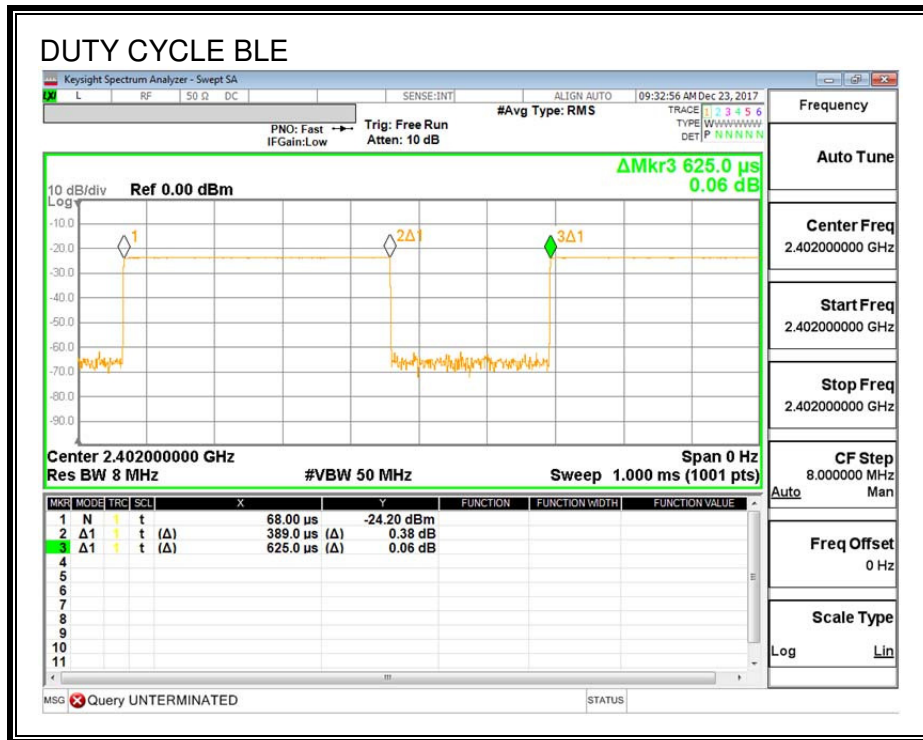 DUTY CYCLE BLE
Keysight Spectrum Analyzer - Swept SA
LXI L RF 50 Ω DC SENSE:INT ALIGN AUTO 09:32:56 AM Dec 23, 2017
#Avg Type: RMS
TRACE 1 2 3 4 5 6
TYPE WWWWWW
DET P N N N N N
PNO: Fast
IFGain:Low
Trig: Free Run
Atten: 10 dB
ΔMkr3 625.0 µs
0.06 dB
10 dB/div Ref 0.00 dBm
Log
-10.0
-20.0
-30.0
-40.0
-50.0
-60.0
-70.0
-80.0
-90.0
1
2Δ1
3Δ1
Center 2.402000000 GHz Span 0 Hz
Res BW 8 MHz #VBW 50 MHz Sweep 1.000 ms (1001 pts)
MKR MODE TRC SCL X Y FUNCTION FUNCTION WIDTH FUNCTION VALUE
1 N 1 t 68.00 µs -24.20 dBm
2 Δ1 1 t (Δ) 389.0 µs (Δ) 0.38 dB
3 Δ1 1 t (Δ) 625.0 µs (Δ) 0.06 dB
4
5
6
7
8
9
10
11
MSG Query UNTERMINATED STATUS
Frequency
Auto Tune
Center Freq
2.402000000 GHz
Start Freq
2.402000000 GHz
Stop Freq
2.402000000 GHz
CF Step
8.000000 MHz
Auto Man
Freq Offset
0 Hz
Scale Type
Log Lin